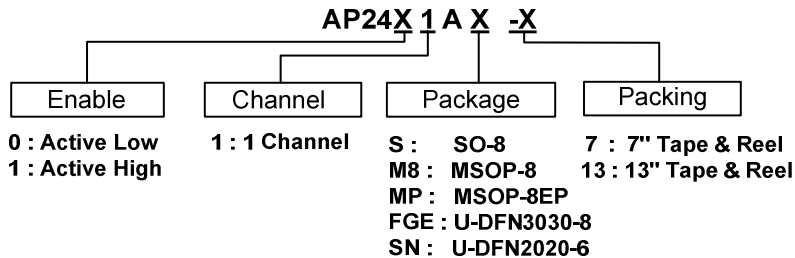 AP24X 1 A X -X
Enable
Channel
Package
Packing
0 : Active Low
1 : Active High
1 : 1 Channel
S : SO-8
M8 : MSOP-8
MP : MSOP-8EP
FGE : U-DFN3030-8
SN : U-DFN2020-6
7 : 7" Tape & Reel
13 : 13" Tape & Reel